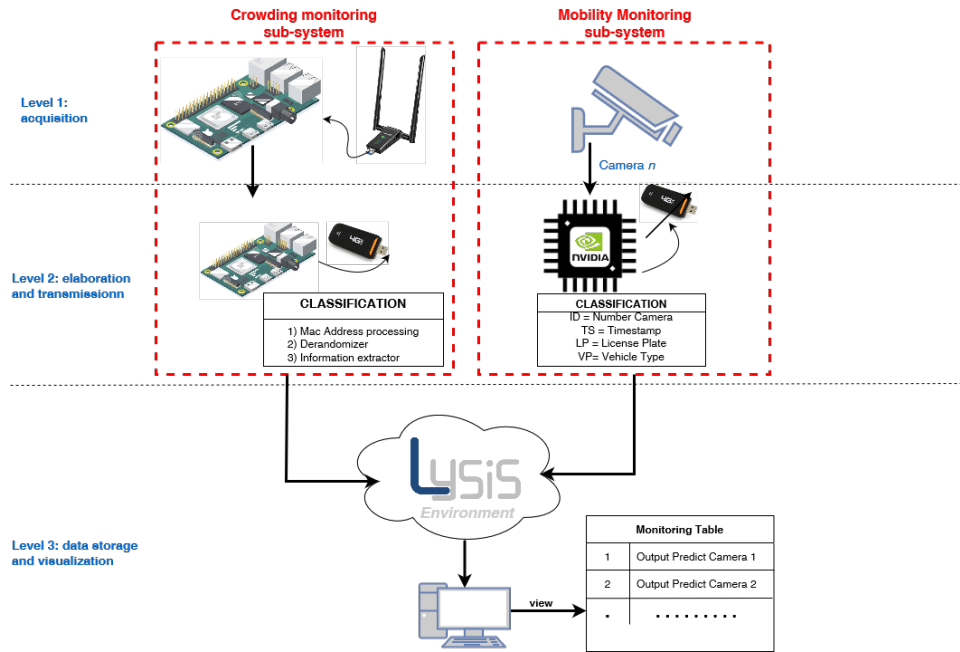 Crowding monitoring
sub-system
Mobility Monitoring
sub-system
Level 1:
acquisition
Camera n
Level 2: elaboration
and transmissionn
4G
4G
NVIDIA
CLASSIFICATION
1) Mac Address processing
2) Derandomizer
3) Information extractor
CLASSIFICATION
ID = Number Camera
TS = Timestamp
LP = License Plate
VP= Vehicle Type
Lysis
Environment
Level 3: data storage
and visualization
Monitoring Table
1 Output Predict Camera 1
2 Output Predict Camera 2
. . . . . . . . . .
view